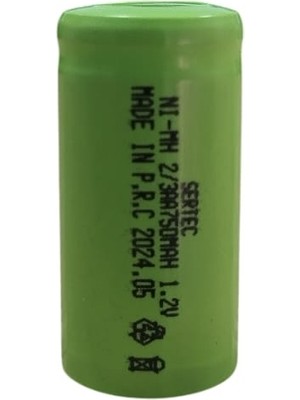 SERTEC
NI-MH 2/3AA750MAH 1.2V
MADE IN P.R.C 2024.05